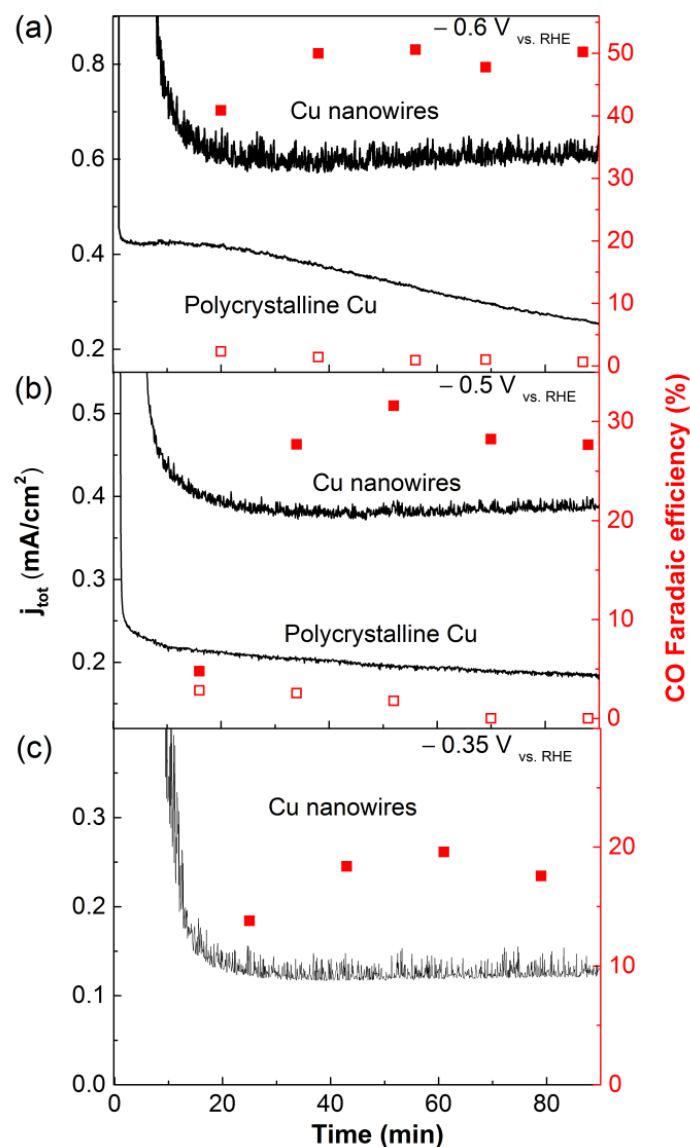 (a)
– 0.6 V vs. RHE
Cu nanowires
Polycrystalline Cu
0.8
0.6
0.4
0.2
50
40
30
20
10
0
(b)
– 0.5 V vs. RHE
Cu nanowires
Polycrystalline Cu
0.5
0.4
0.3
0.2
30
20
10
0
(c)
– 0.35 V vs. RHE
Cu nanowires
0.3
0.2
0.1
0.0
20
10
0
0 20 40 60 80
Time (min)
jtot (mA/cm²)
CO Faradaic efficiency (%)